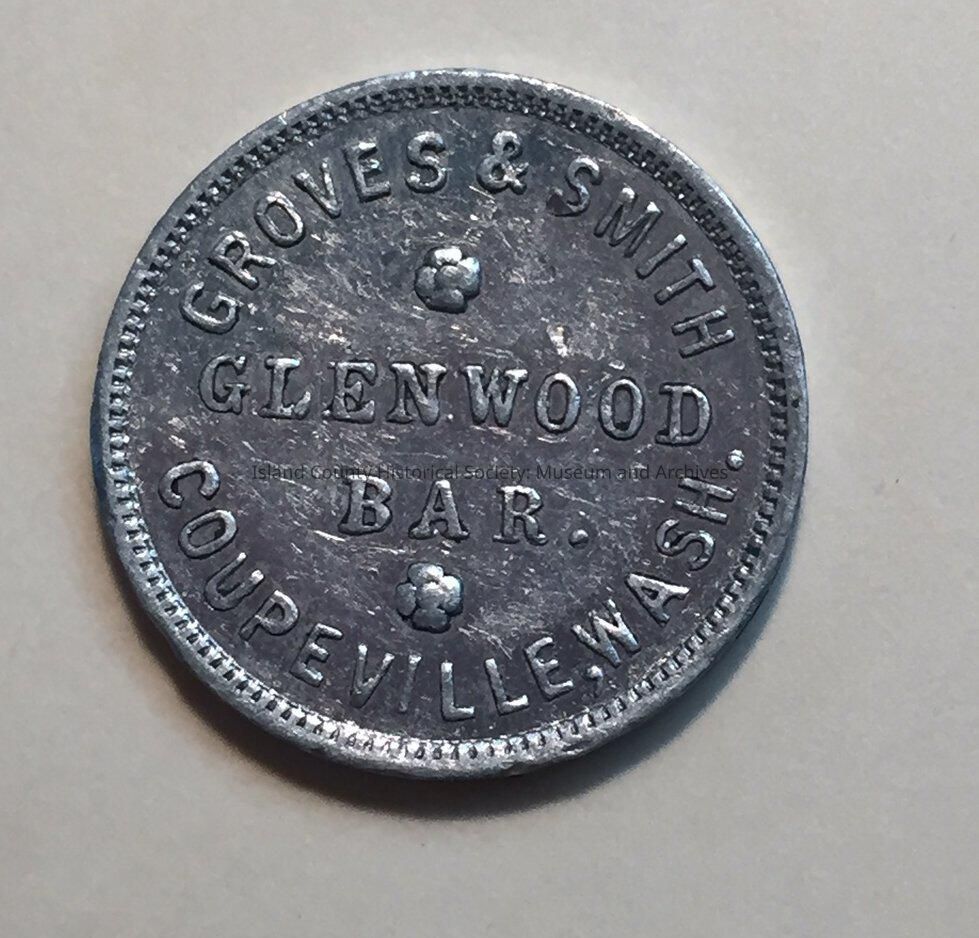 GROVES & SMITH
GLENWOOD
BAR.
COUPEVILLE, WASH.
Island County Historical Society: Museum and Archives